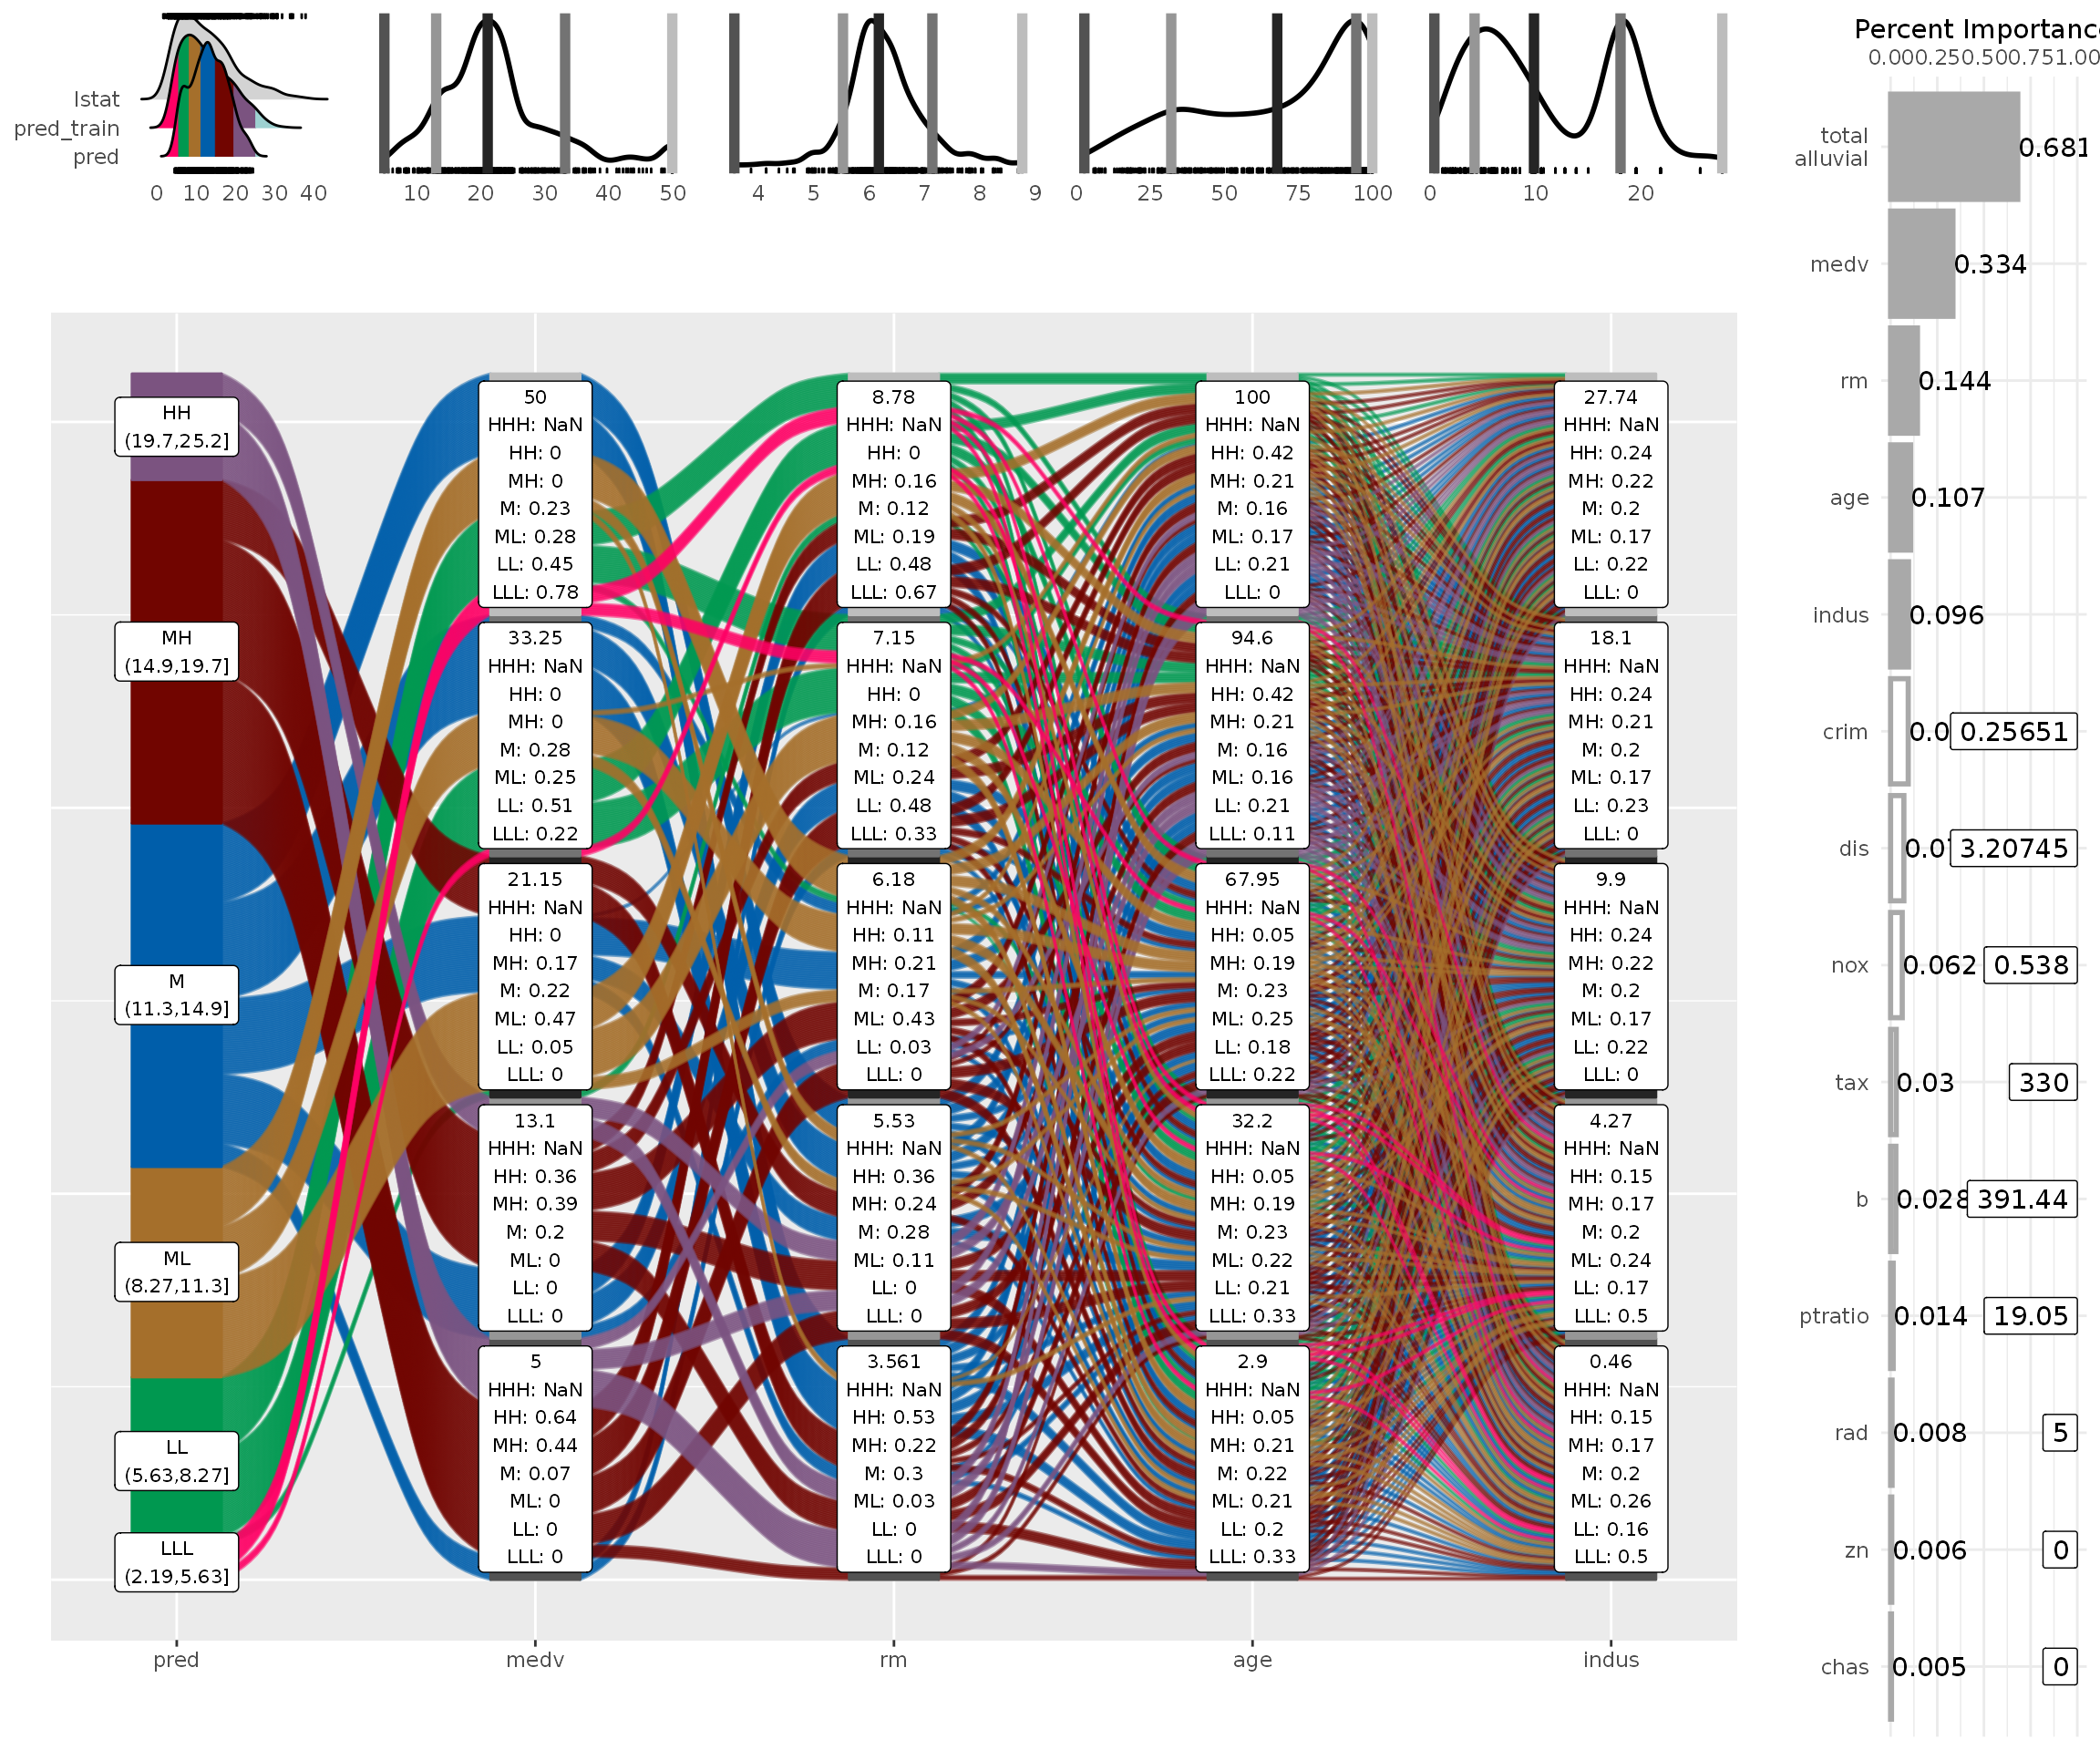 lstat
pred_train
pred
0 10 20 30 40
10 20 30 40 50
4 5 6 7 8 9
0 25 50 75 100
0 10 20
HH
(19.7,25.2]
MH
(14.9,19.7]
M
(11.3,14.9]
ML
(8.27,11.3]
LL
(5.63,8.27]
LLL
(2.19,5.63]
50
HHH: NaN
HH: 0
MH: 0
M: 0.23
ML: 0.28
LL: 0.45
LLL: 0.78
33.25
HHH: NaN
HH: 0
MH: 0
M: 0.28
ML: 0.25
LL: 0.51
LLL: 0.22
21.15
HHH: NaN
HH: 0
MH: 0.17
M: 0.22
ML: 0.47
LL: 0.05
LLL: 0
13.1
HHH: NaN
HH: 0.36
MH: 0.39
M: 0.2
ML: 0
LL: 0
LLL: 0
5
HHH: NaN
HH: 0.64
MH: 0.44
M: 0.07
ML: 0
LL: 0
LLL: 0
8.78
HHH: NaN
HH: 0
MH: 0.16
M: 0.12
ML: 0.19
LL: 0.48
LLL: 0.67
7.15
HHH: NaN
HH: 0
MH: 0.16
M: 0.12
ML: 0.24
LL: 0.48
LLL: 0.33
6.18
HHH: NaN
HH: 0.11
MH: 0.21
M: 0.17
ML: 0.43
LL: 0.03
LLL: 0
5.53
HHH: NaN
HH: 0.36
MH: 0.24
M: 0.28
ML: 0.11
LL: 0
LLL: 0
3.561
HHH: NaN
HH: 0.53
MH: 0.22
M: 0.3
ML: 0.03
LL: 0
LLL: 0
100
HHH: NaN
HH: 0.42
MH: 0.21
M: 0.16
ML: 0.17
LL: 0.21
LLL: 0
94.6
HHH: NaN
HH: 0.42
MH: 0.21
M: 0.16
ML: 0.16
LL: 0.21
LLL: 0.11
67.95
HHH: NaN
HH: 0.05
MH: 0.19
M: 0.23
ML: 0.25
LL: 0.18
LLL: 0.22
32.2
HHH: NaN
HH: 0.05
MH: 0.19
M: 0.23
ML: 0.22
LL: 0.21
LLL: 0.33
2.9
HHH: NaN
HH: 0.05
MH: 0.21
M: 0.22
ML: 0.21
LL: 0.2
LLL: 0.33
27.74
HHH: NaN
HH: 0.24
MH: 0.22
M: 0.2
ML: 0.17
LL: 0.22
LLL: 0
18.1
HHH: NaN
HH: 0.24
MH: 0.21
M: 0.2
ML: 0.17
LL: 0.23
LLL: 0
9.9
HHH: NaN
HH: 0.24
MH: 0.22
M: 0.2
ML: 0.17
LL: 0.22
LLL: 0
4.27
HHH: NaN
HH: 0.15
MH: 0.17
M: 0.2
ML: 0.24
LL: 0.17
LLL: 0.5
0.46
HHH: NaN
HH: 0.15
MH: 0.17
M: 0.2
ML: 0.26
LL: 0.16
LLL: 0.5
pred medv rm age indus
Percent Importance
0.00 0.25 0.50 0.75 1.00
total
alluvial 0.681
medv 0.334
rm 0.144
age 0.107
indus 0.096
crim 0.25651
dis 3.20745
nox 0.062 0.538
tax 0.03 330
b 0.028 391.44
ptratio 0.014 19.05
rad 0.008 5
zn 0.006 0
chas 0.005 0